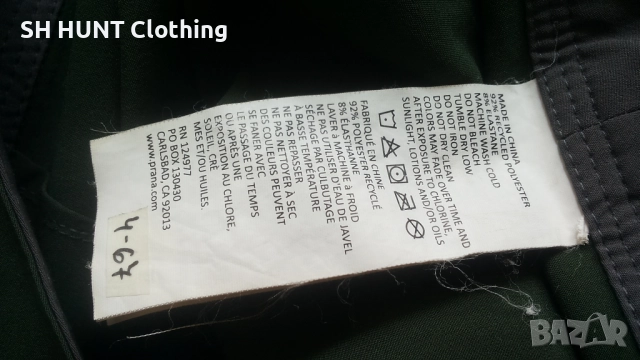 SH HUNT Clothing
MADE IN CHINA
92% RECYCLED POLYESTER
8% ELASTANE
MACHINE WASH COLD
DO NOT BLEACH
TUMBLE DRY LOW
DO NOT IRON
DO NOT DRY CLEAN
COLORS MAY FADE OVER TIME AND
AFTER EXPOSURE TO CHLORINE,
SUNLIGHT, LOTIONS AND/OR OILS
FABRIQUÉ EN CHINE
92% POLYESTER RECYCLÉ
8% ÉLASTHANNE
LAVER À MACHINE À FROID
NE PAS UTILISER D'EAU DE JAVEL
SÉCHAGE PAR CULBUTAGE
À BASSE TEMPÉRATURE
NE PAS REPASSER
NE PAS NETTOYER À SEC
DES COULEURS PEUVENT
SE FANER AVEC
LE PASSAGE DU TEMPS
OU APRÈS UNE
EXPOSITION AU CHLORE,
SOLEIL, CRÈ
MES ET/OU HUILES.
RN 124977
PO BOX 130430
CARLSBAD, CA 92013
www.prana.com
4-67
BAZAR